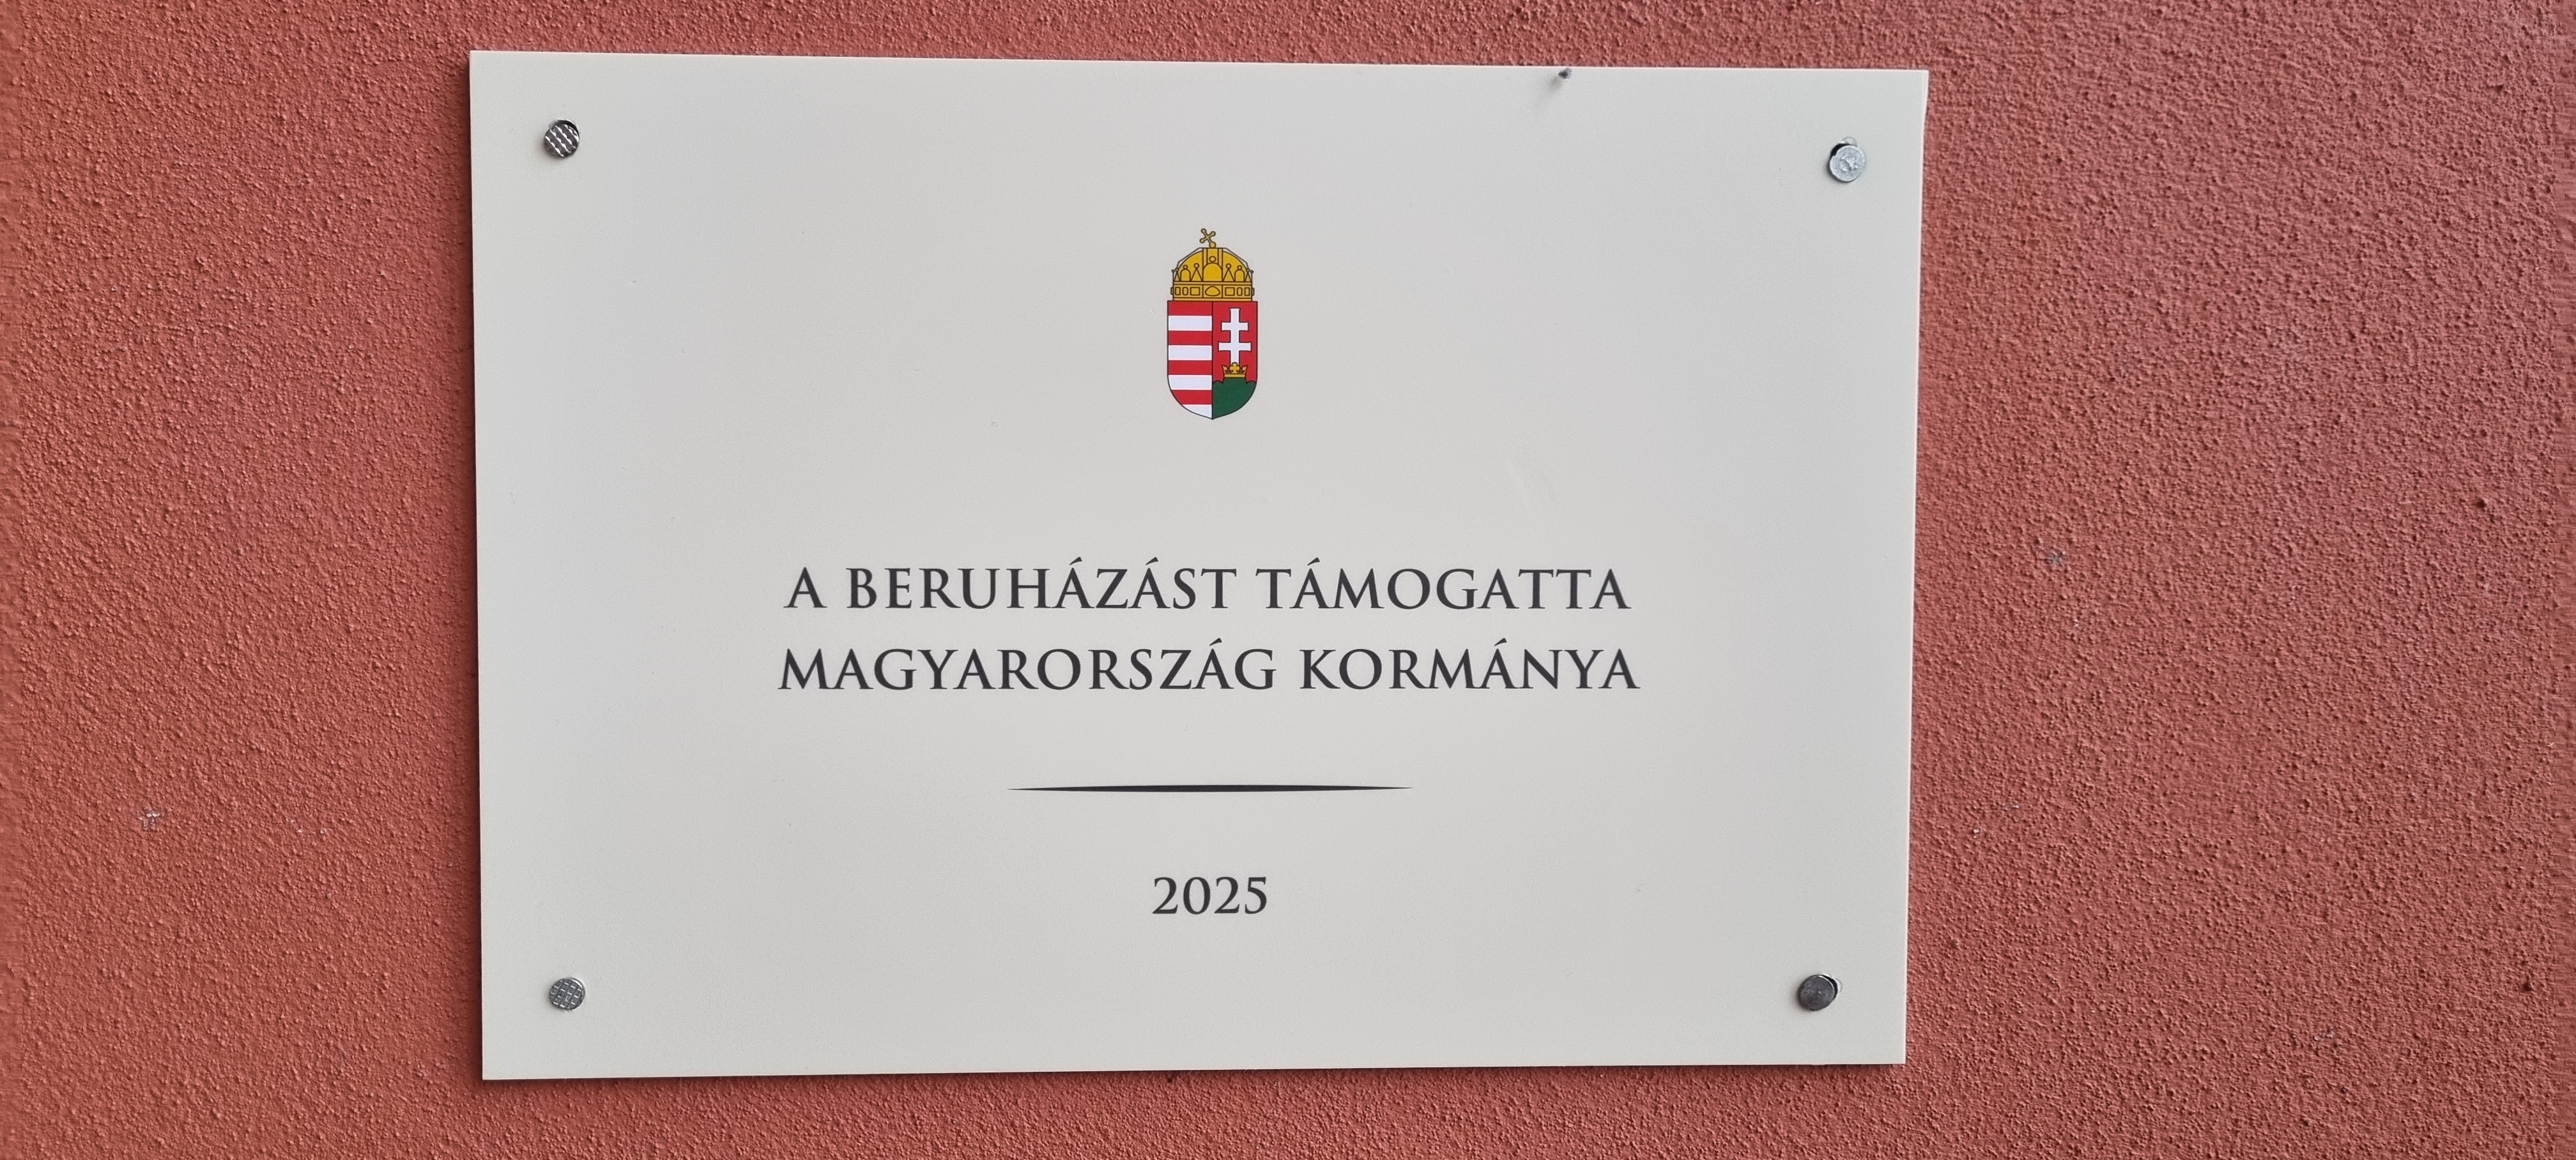 A BERUHÁZÁST TÁMOGATTA
MAGYARORSZÁG KORMÁNYA
2025